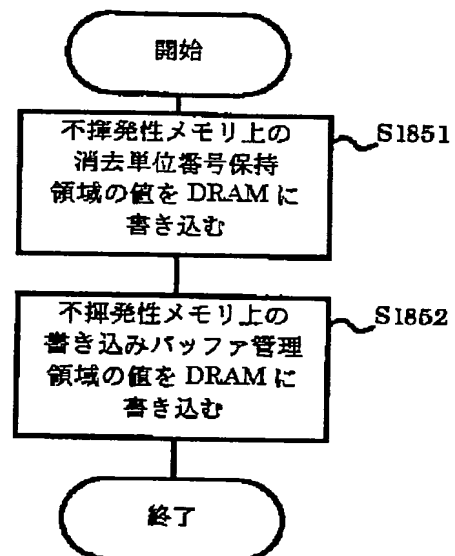 開始
不揮発性メモリ上の
消去単位番号保持
領域の値を DRAM に
書き込む
S1851
不揮発性メモリ上の
書き込みバッファ管理
領域の値を DRAM に
書き込む
S1852
終了